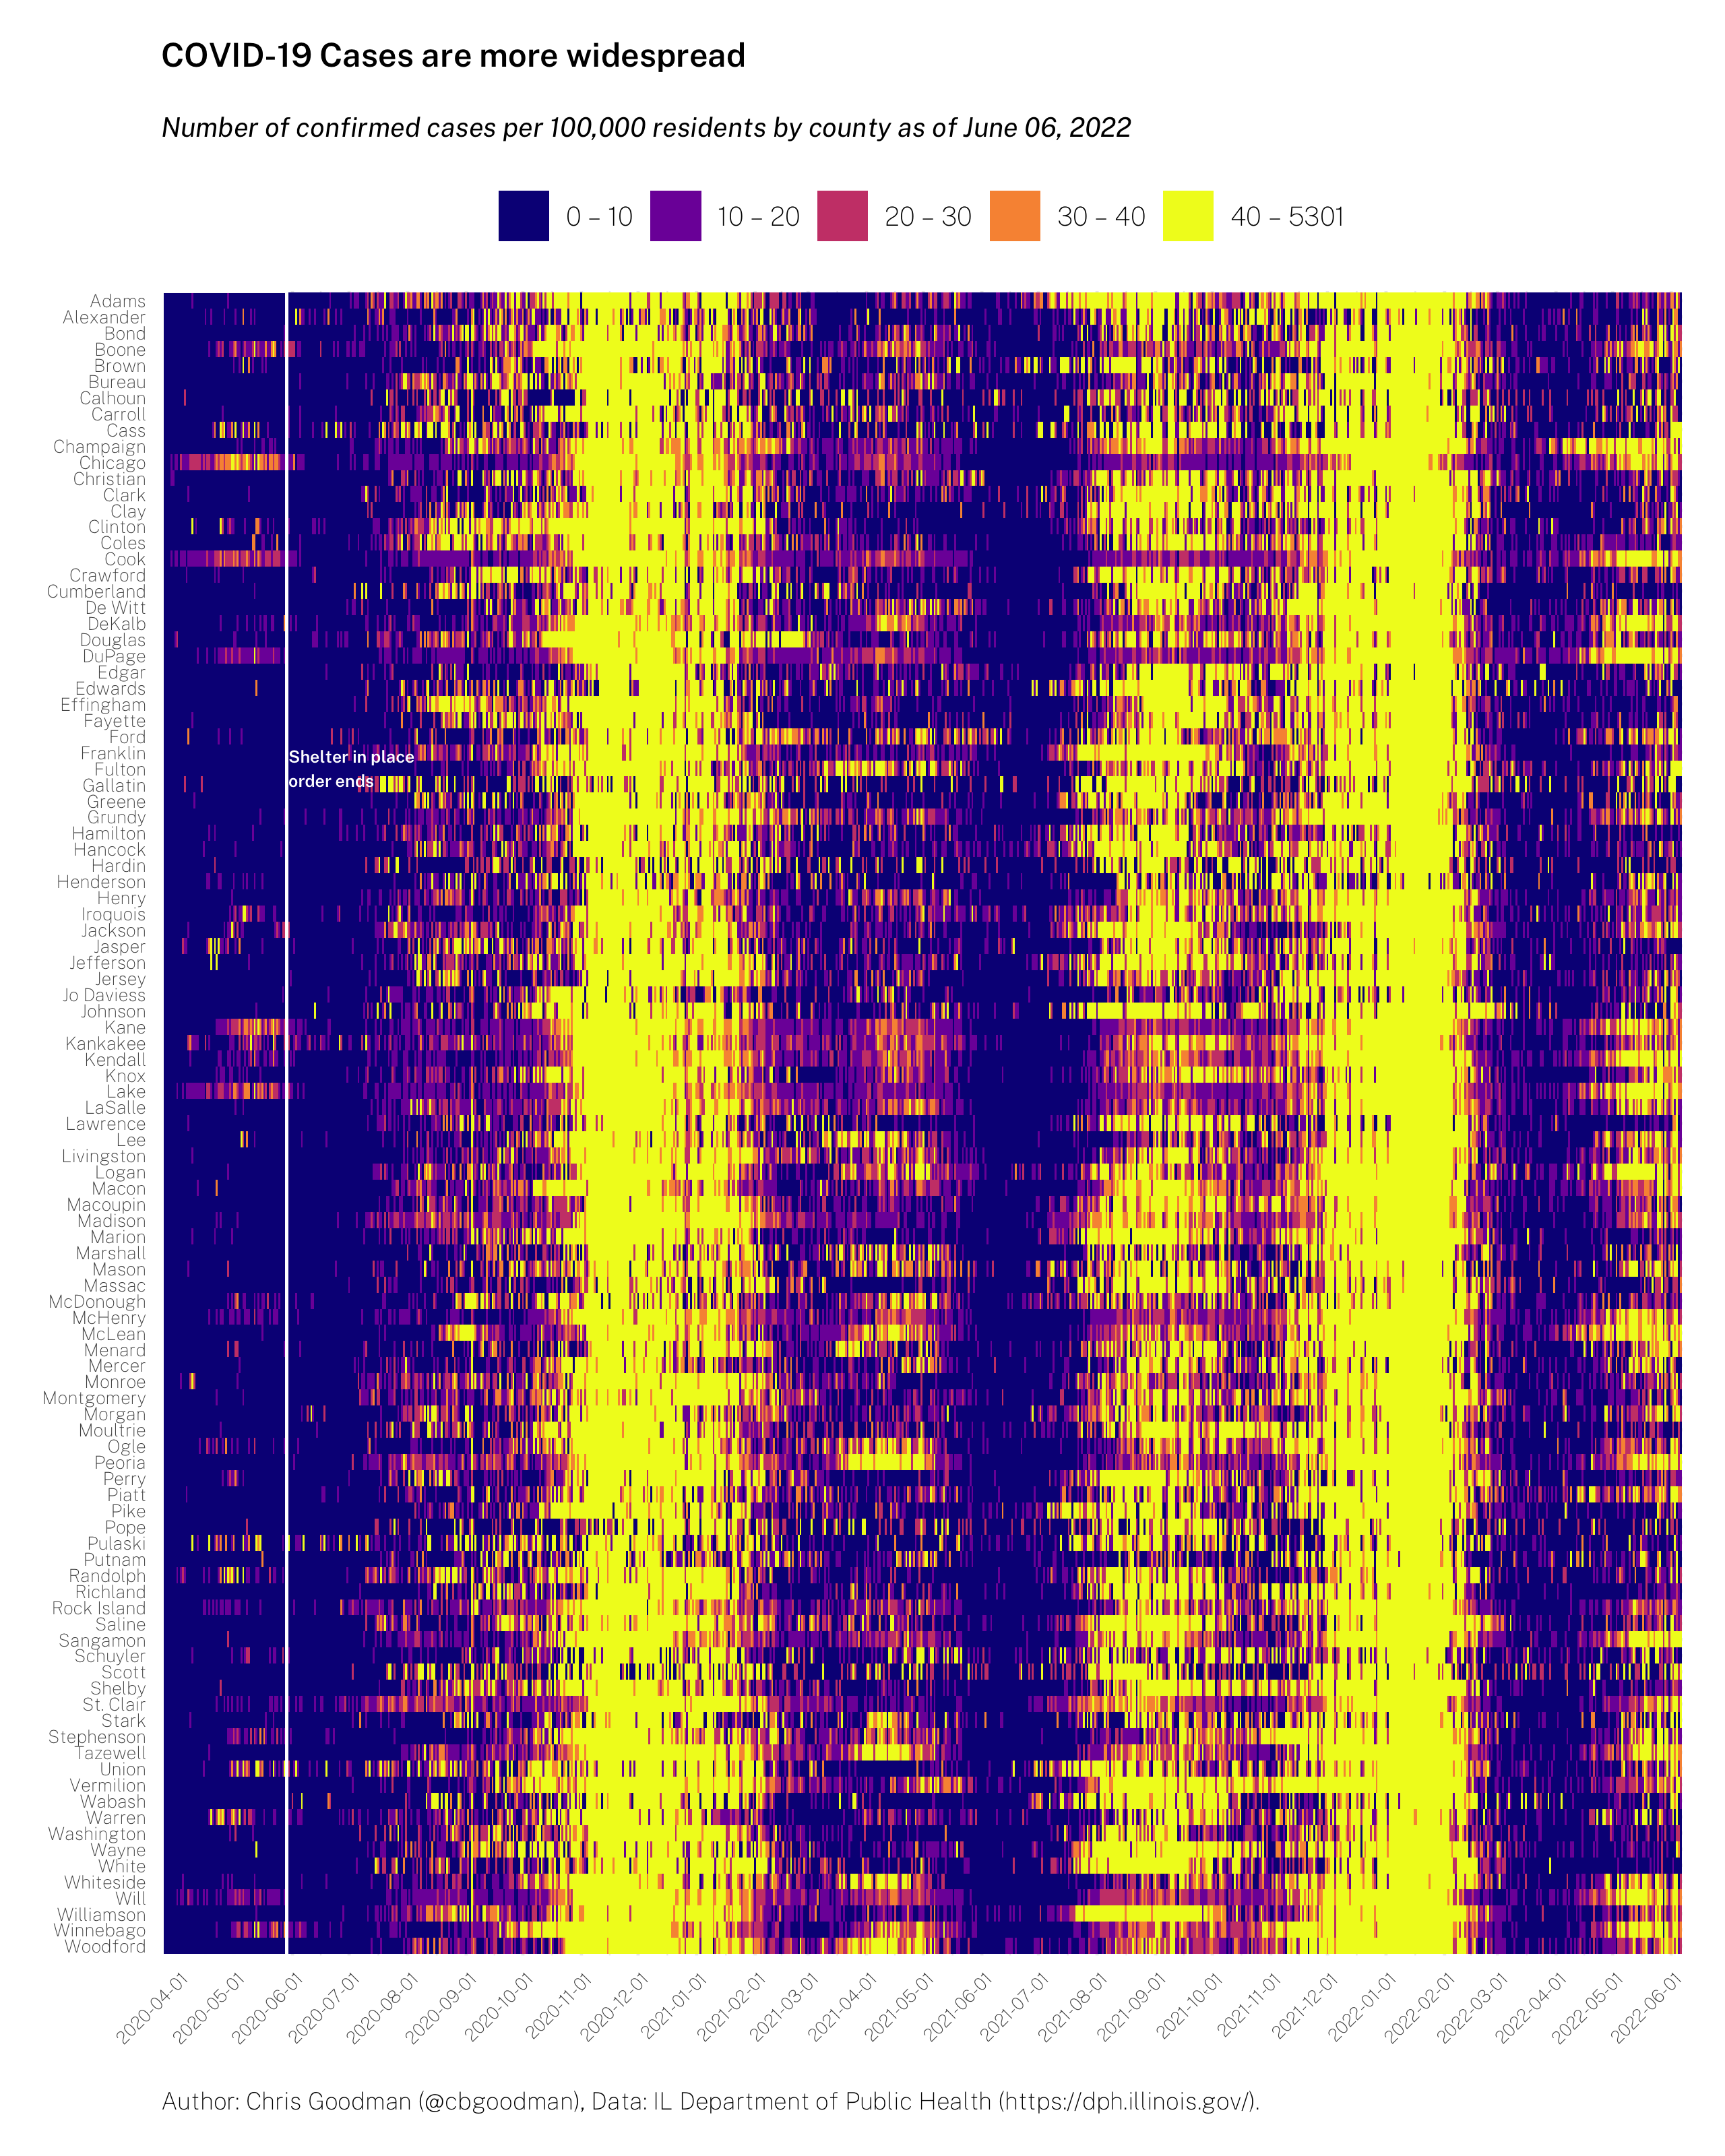 COVID-19 Cases are more widespread
Number of confirmed cases per 100,000 residents by county as of June 06, 2022
0 – 10 10 – 20 20 – 30 30 – 40 40 – 5301
Adams
Alexander
Bond
Boone
Brown
Bureau
Calhoun
Carroll
Cass
Champaign
Chicago
Christian
Clark
Clay
Clinton
Coles
Cook
Crawford
Cumberland
De Witt
DeKalb
Douglas
DuPage
Edgar
Edwards
Effingham
Fayette
Ford
Franklin
Fulton
Gallatin
Greene
Grundy
Hamilton
Hancock
Hardin
Henderson
Henry
Iroquois
Jackson
Jasper
Jefferson
Jersey
Jo Daviess
Johnson
Kane
Kankakee
Kendall
Knox
Lake
LaSalle
Lawrence
Lee
Livingston
Logan
Macon
Macoupin
Madison
Marion
Marshall
Mason
Massac
McDonough
McHenry
McLean
Menard
Mercer
Monroe
Montgomery
Morgan
Moultrie
Ogle
Peoria
Perry
Piatt
Pike
Pope
Pulaski
Putnam
Randolph
Richland
Rock Island
Saline
Sangamon
Schuyler
Scott
Shelby
St. Clair
Stark
Stephenson
Tazewell
Union
Vermilion
Wabash
Warren
Washington
Wayne
White
Whiteside
Will
Williamson
Winnebago
Woodford
Shelter in place
order ends
2020-04-01
2020-05-01
2020-06-01
2020-07-01
2020-08-01
2020-09-01
2020-10-01
2020-11-01
2020-12-01
2021-01-01
2021-02-01
2021-03-01
2021-04-01
2021-05-01
2021-06-01
2021-07-01
2021-08-01
2021-09-01
2021-10-01
2021-11-01
2021-12-01
2022-01-01
2022-02-01
2022-03-01
2022-04-01
2022-05-01
2022-06-01
Author: Chris Goodman (@cbgoodman), Data: IL Department of Public Health (https://dph.illinois.gov/).